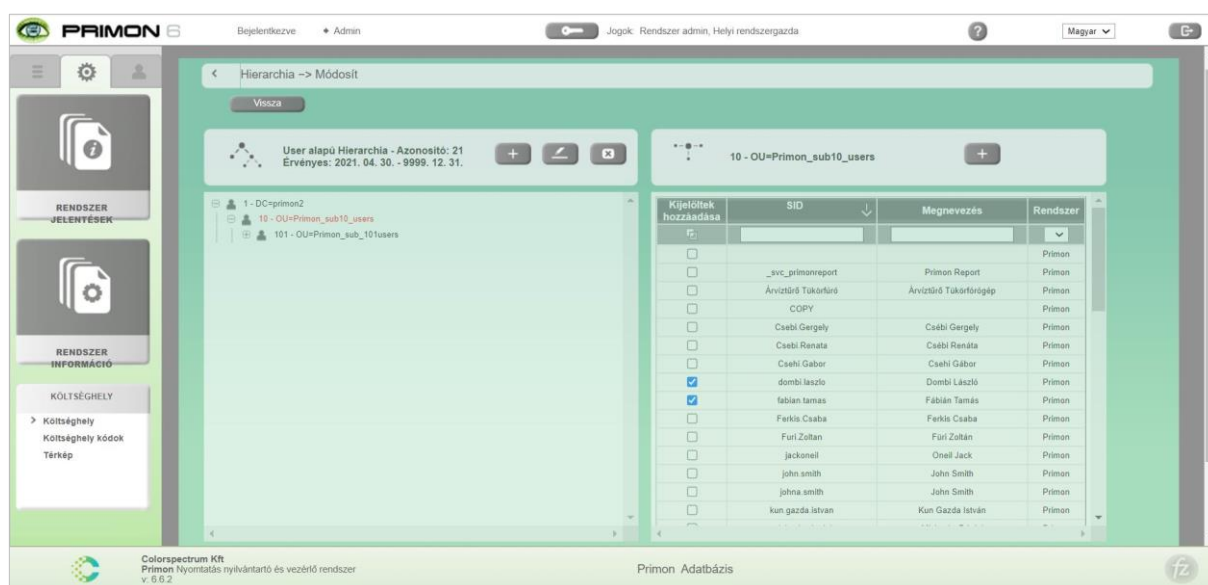 PRIMON 6
Bejelentkezve Admin
Jogok: Rendszer admin, Helyi rendszergazda
?
Magyar
Hierarchia -> Módosít
Vissza
User alapú Hierarchia - Azonosító: 21
Érvényes: 2021. 04. 30. - 9999. 12. 31.
10 - OU=Primon_sub10_users
RENDSZER
JELENTÉSEK
RENDSZER
INFORMÁCIÓ
KÖLTSÉGHELY
> Költséghely
Költséghely kódok
Térkép
1 - DC=primon2
10 - OU=Primon_sub10_users
101 - OU=Primon_sub_101users
Kijelöltek hozzáadása SID Megnevezés Rendszer
Primon
_svc_primonreport Primon Report Primon
Árvíztűrő Tükörfúró Árvíztűrő Tükörfúrógép Primon
COPY Primon
Csebi.Gergely Csébi Gergely Primon
Csebi.Renata Csébi Renáta Primon
Csehi.Gabor Csehi Gábor Primon
dombi.laszlo Dombi László Primon
fabian.tamas Fábián Tamás Primon
Ferkis.Csaba Ferkis Csaba Primon
Furi.Zoltan Füri Zoltán Primon
jackoneil Oneil Jack Primon
john.smith John Smith Primon
johna.smith John Smith Primon
kun.gazda.istvan Kun Gazda István Primon
Colorspectrum Kft
Primon Nyomtatás nyilvántartó és vezérlő rendszer
v: 6.6.2
Primon Adatbázis
fz